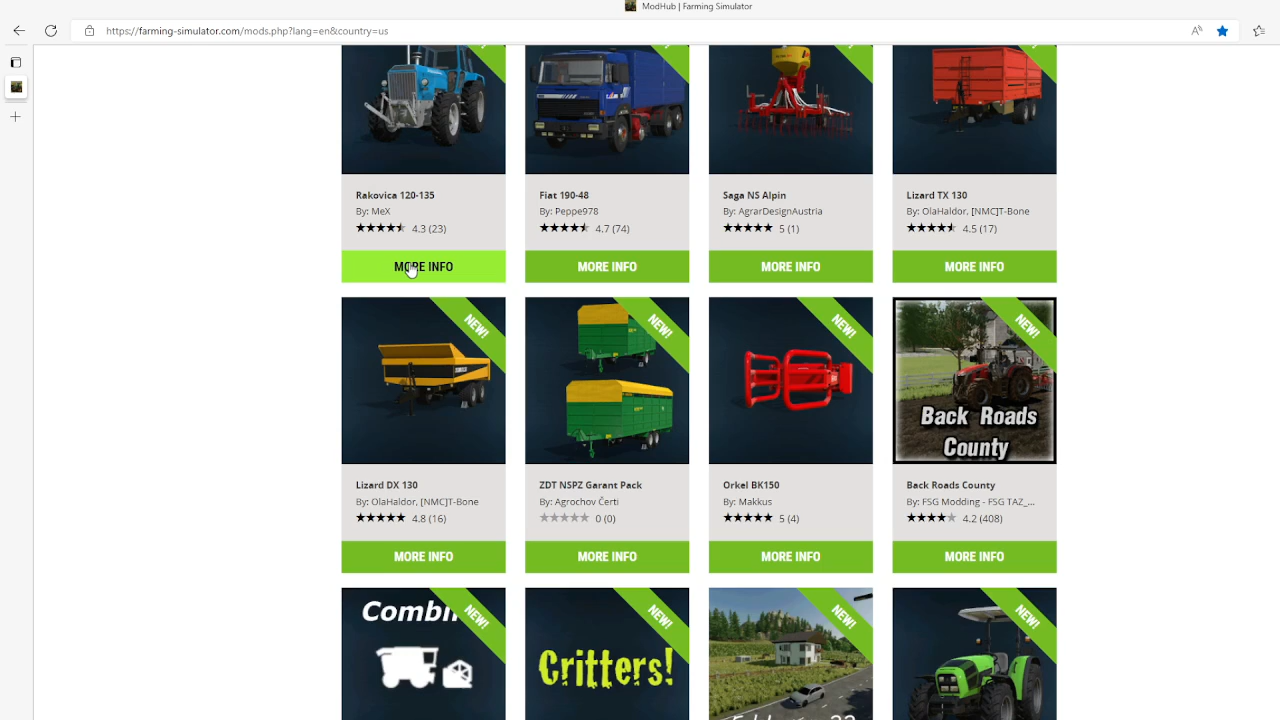 ModHub | Farming Simulator
https://farming-simulator.com/mods.php?lang=en&country=us
Rakovica 120-135
By: MeX
4.3 (23)
MORE INFO
Fiat 190-48
By: Peppe978
4.7 (74)
MORE INFO
Saga NS Alpin
By: AgrarDesignAustria
5 (1)
MORE INFO
Lizard TX 130
By: OlaHaldor, [NMC]T-Bone
4.5 (17)
MORE INFO
NEW!
Lizard DX 130
By: OlaHaldor, [NMC]T-Bone
4.8 (16)
MORE INFO
NEW!
ZDT NSPZ Garant Pack
By: Agrochov Čerti
0 (0)
MORE INFO
NEW!
Orkel BK150
By: Makkus
5 (4)
MORE INFO
NEW!
Back Roads
County
Back Roads County
By: FSG Modding - FSG TAZ_...
4.2 (408)
MORE INFO
NEW!
NEW!
Critters!
NEW!
NEW!